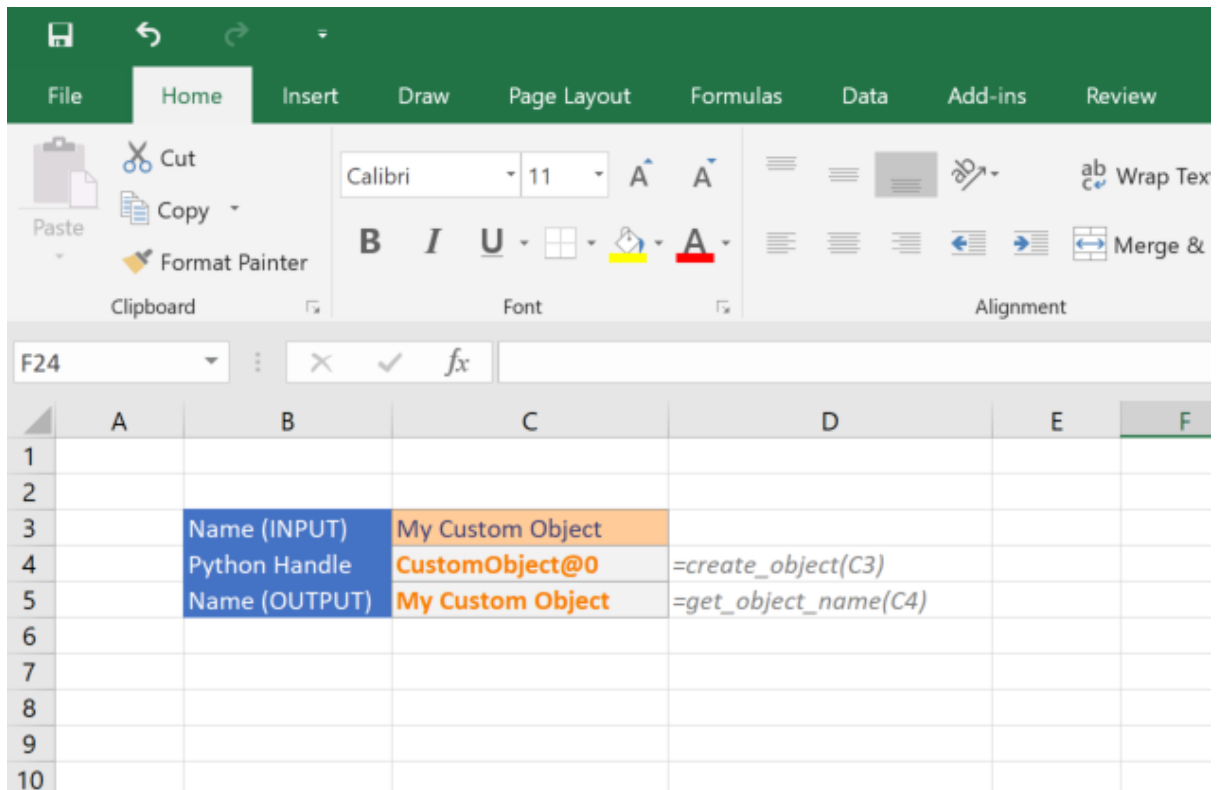 File Home Insert Draw Page Layout Formulas Data Add-ins Review
Cut
Calibri 11 A A ab c Wrap Tex
Copy
Paste
B I U A Merge &
Format Painter
Clipboard Font Alignment
F24 fx
A B C D E F
1
2
3 Name (INPUT) My Custom Object
4 Python Handle CustomObject@0 =create_object(C3)
5 Name (OUTPUT) My Custom Object =get_object_name(C4)
6
7
8
9
10